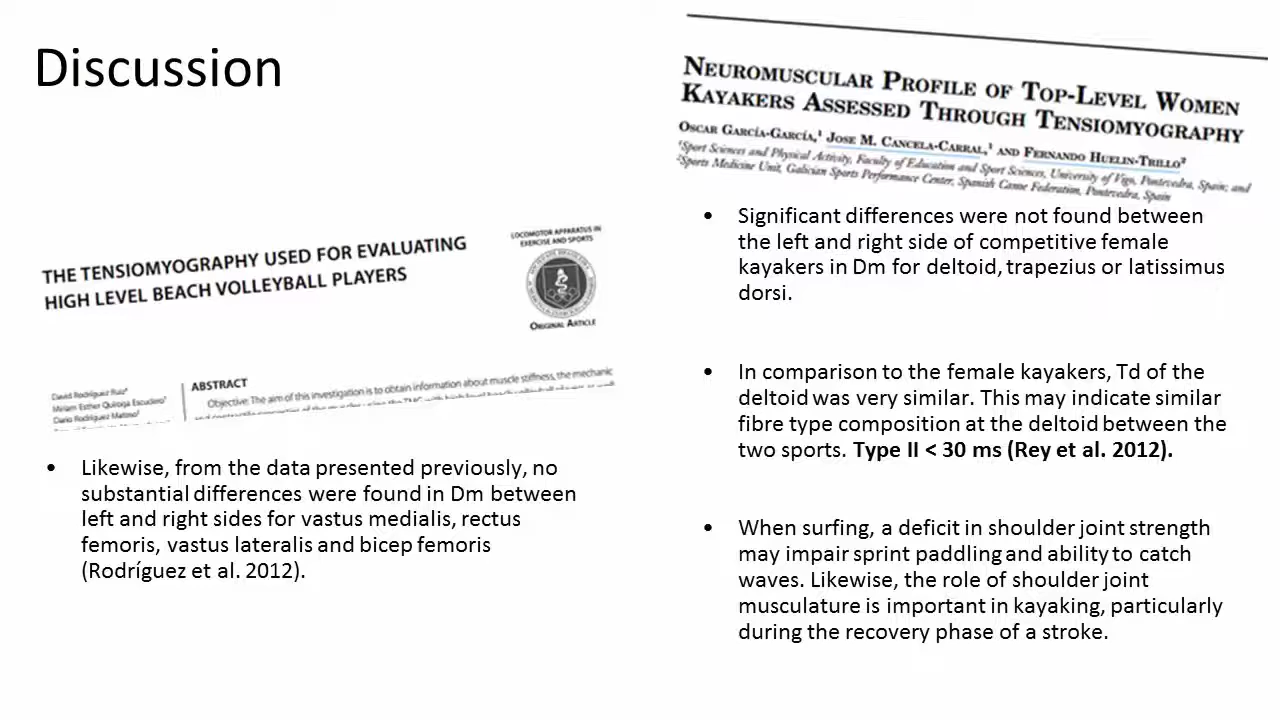 Discussion
THE TENSIOMYOGRAPHY USED FOR EVALUATING
HIGH LEVEL BEACH VOLLEYBALL PLAYERS
LOCOMOTOR APPARATUS IN
EXERCISE AND SPORTS
ORIGINAL ARTICLE
David Rodríguez Ruiz
Miriam Esther Quiroga Escudero
Dario Rodríguez Matoso
ABSTRACT
Objective: The aim of this investigation is to obtain information about muscle stiffness, the mechanic
• Likewise, from the data presented previously, no
substantial differences were found in Dm between
left and right sides for vastus medialis, rectus
femoris, vastus lateralis and bicep femoris
(Rodríguez et al. 2012).
NEUROMUSCULAR PROFILE OF TOP-LEVEL WOMEN
KAYAKERS ASSESSED THROUGH TENSIOMYOGRAPHY
OSCAR GARCÍA-GARCÍA,¹ JOSE M. CANCELA-CARRAL,¹ AND FERNANDO HUELIN-TRILLO²
¹Sport Sciences and Physical Activity, Faculty of Education and Sport Sciences, University of Vigo, Pontevedra, Spain; and
²Sports Medicine Unit, Galician Sports Performance Center, Spanish Canoe Federation, Pontevedra, Spain
• Significant differences were not found between
the left and right side of competitive female
kayakers in Dm for deltoid, trapezius or latissimus
dorsi.
• In comparison to the female kayakers, Td of the
deltoid was very similar. This may indicate similar
fibre type composition at the deltoid between the
two sports. Type II < 30 ms (Rey et al. 2012).
• When surfing, a deficit in shoulder joint strength
may impair sprint paddling and ability to catch
waves. Likewise, the role of shoulder joint
musculature is important in kayaking, particularly
during the recovery phase of a stroke.